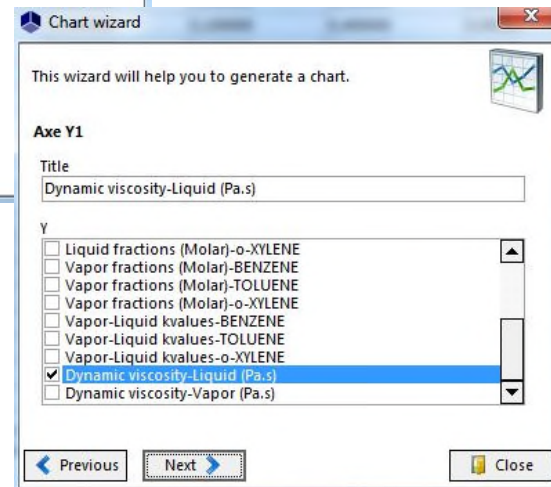 Chart wizard
This wizard will help you to generate a chart.
Axe Y1
Title
Dynamic viscosity-Liquid (Pa.s)
Y
Liquid fractions (Molar)-o-XYLENE
Vapor fractions (Molar)-BENZENE
Vapor fractions (Molar)-TOLUENE
Vapor fractions (Molar)-o-XYLENE
Vapor-Liquid kvalues-BENZENE
Vapor-Liquid kvalues-TOLUENE
Vapor-Liquid kvalues-o-XYLENE
Dynamic viscosity-Liquid (Pa.s)
Dynamic viscosity-Vapor (Pa.s)
Previous Next Close